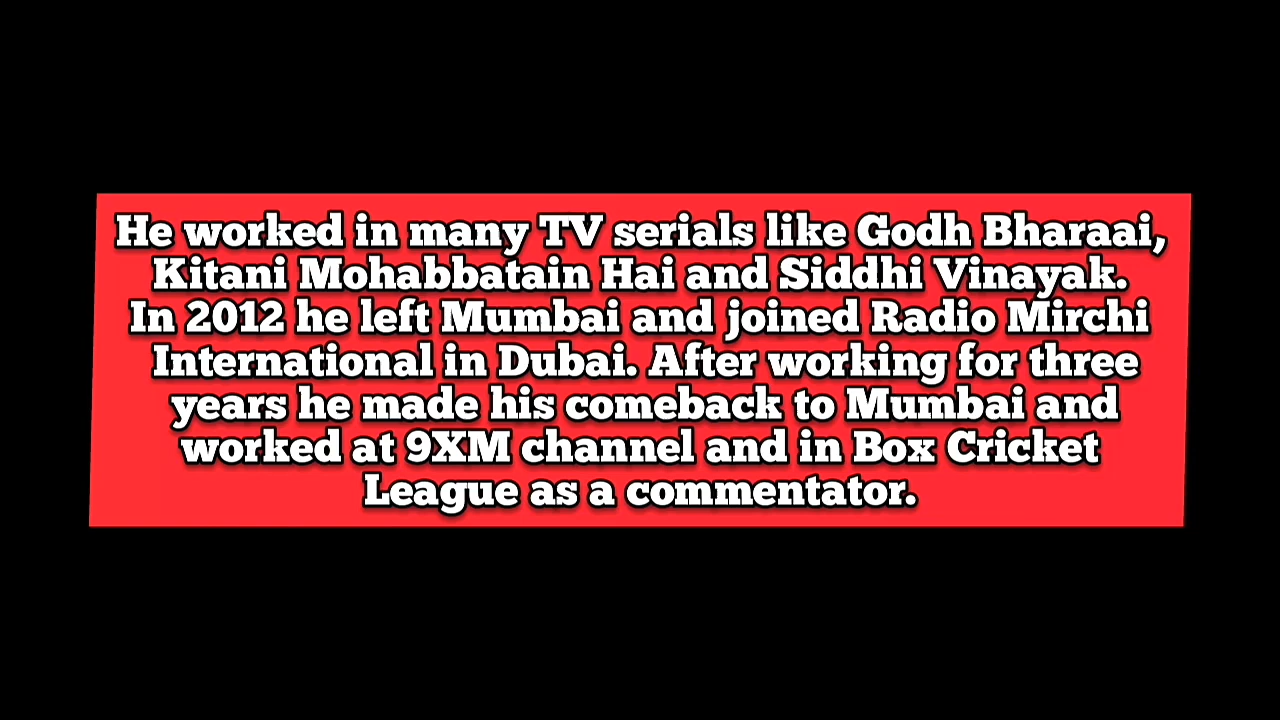 He worked in many TV serials like Godh Bharaai,
Kitani Mohabbatain Hai and Siddhi Vinayak.
In 2012 he left Mumbai and joined Radio Mirchi
International in Dubai. After working for three
years he made his comeback to Mumbai and
worked at 9XM channel and in Box Cricket
League as a commentator.